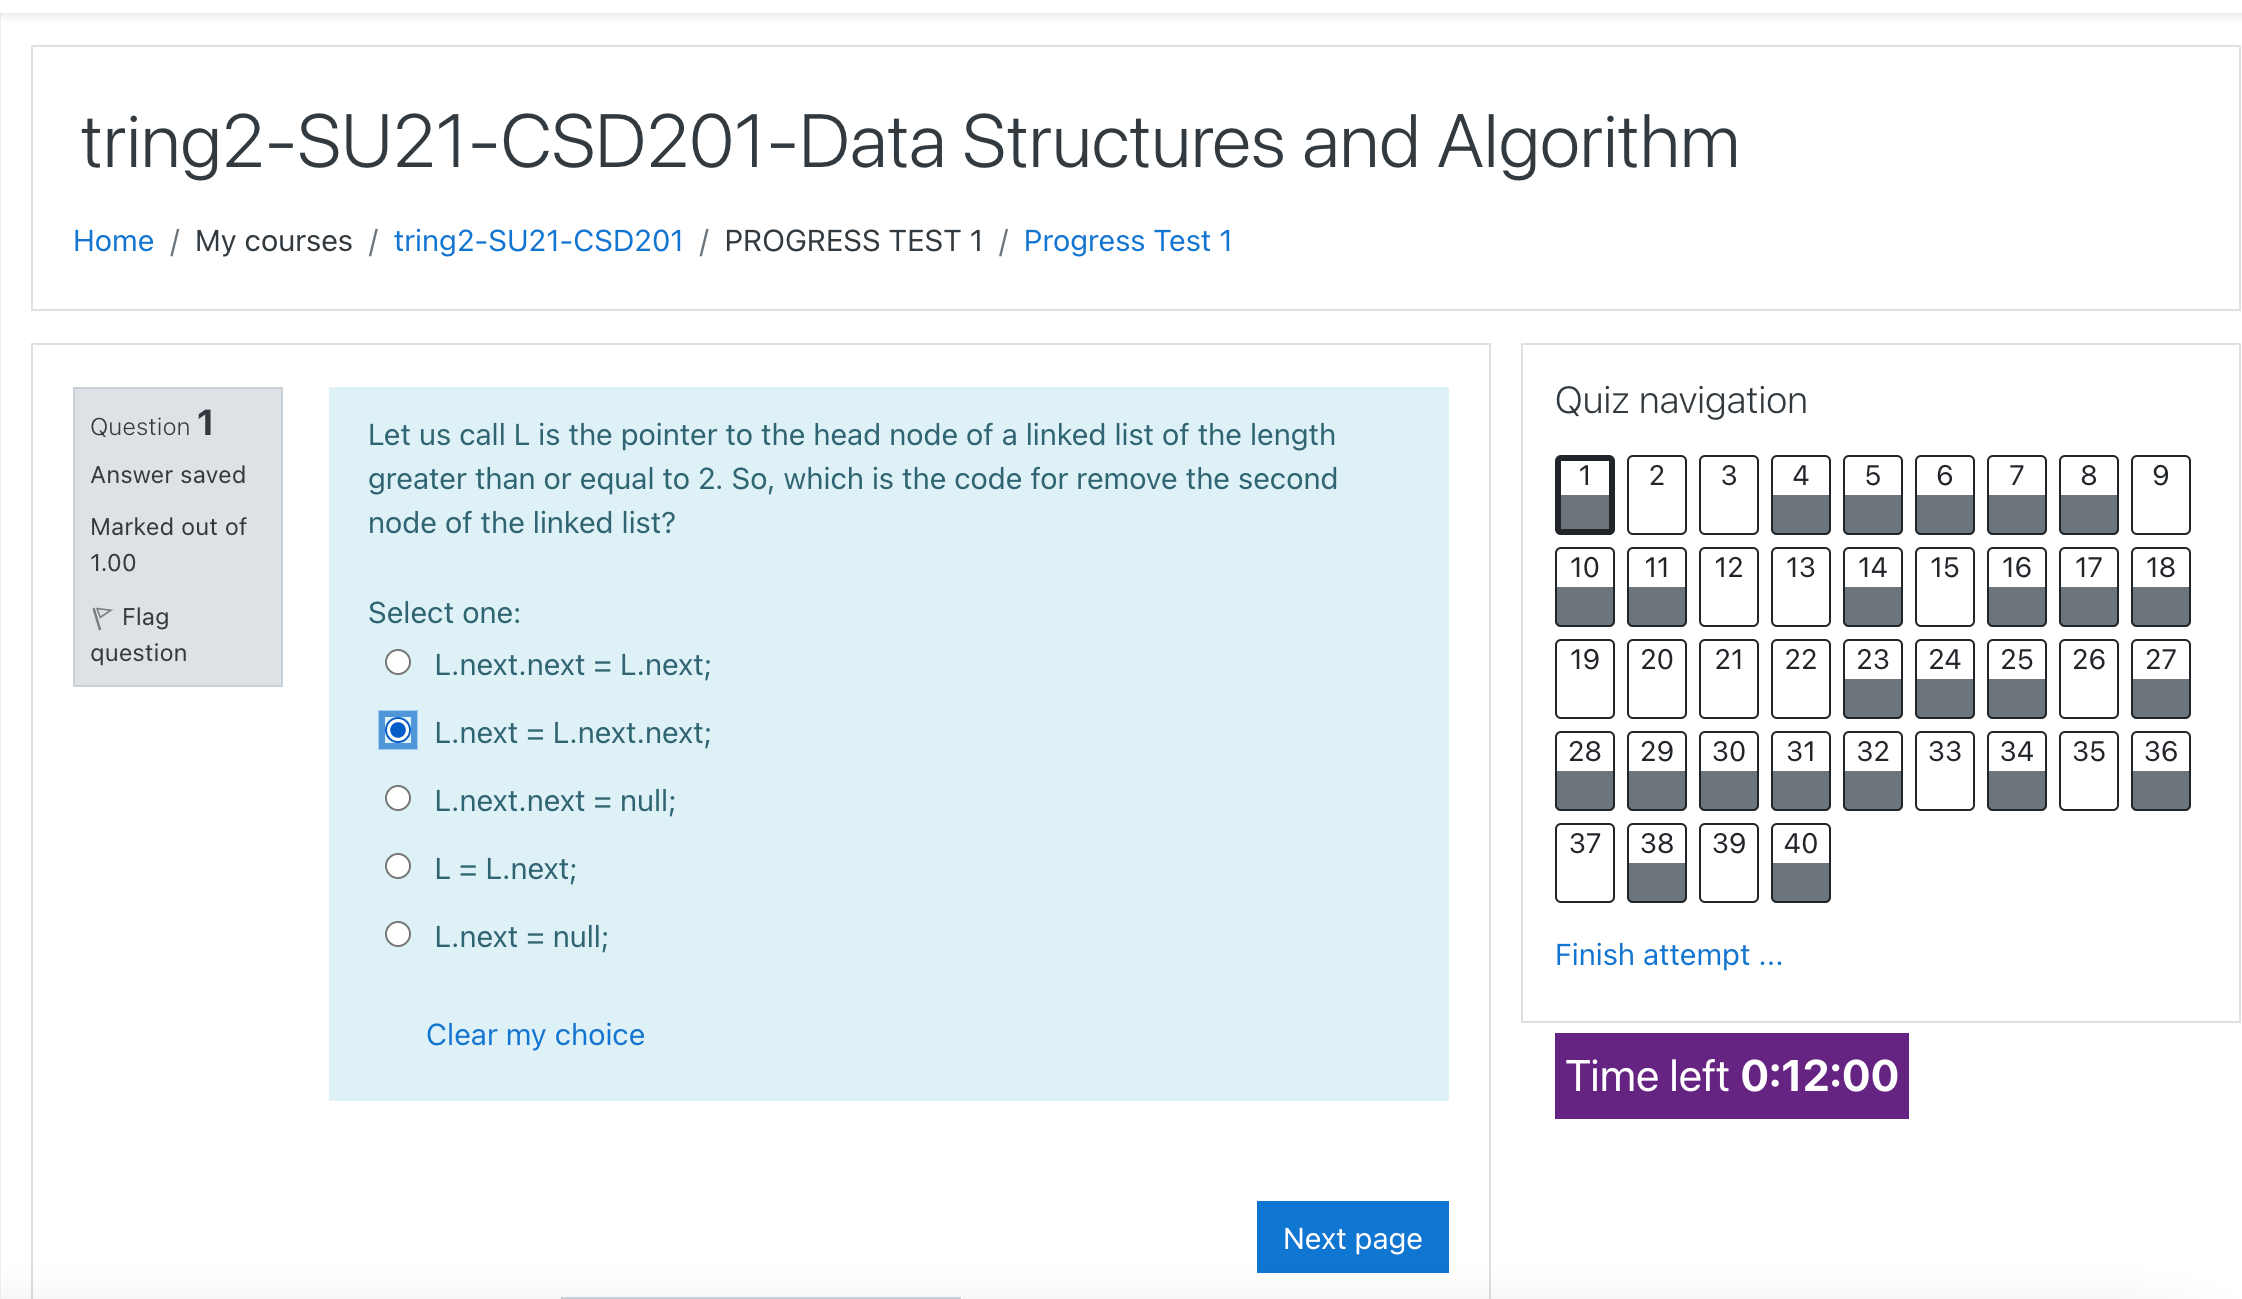 tring2-SU21-CSD201-Data Structures and Algorithm
Home / My courses / tring2-SU21-CSD201 / PROGRESS TEST 1 / Progress Test 1
Question 1
Answer saved
Marked out of
1.00
Flag
question
Let us call L is the pointer to the head node of a linked list of the length
greater than or equal to 2. So, which is the code for remove the second
node of the linked list?
Select one:
L.next.next = L.next;
L.next = L.next.next;
L.next.next = null;
L = L.next;
L.next = null;
Clear my choice
Next page
Quiz navigation
1 2 3 4 5 6 7 8 9
10 11 12 13 14 15 16 17 18
19 20 21 22 23 24 25 26 27
28 29 30 31 32 33 34 35 36
37 38 39 40
Finish attempt ...
Time left 0:12:00